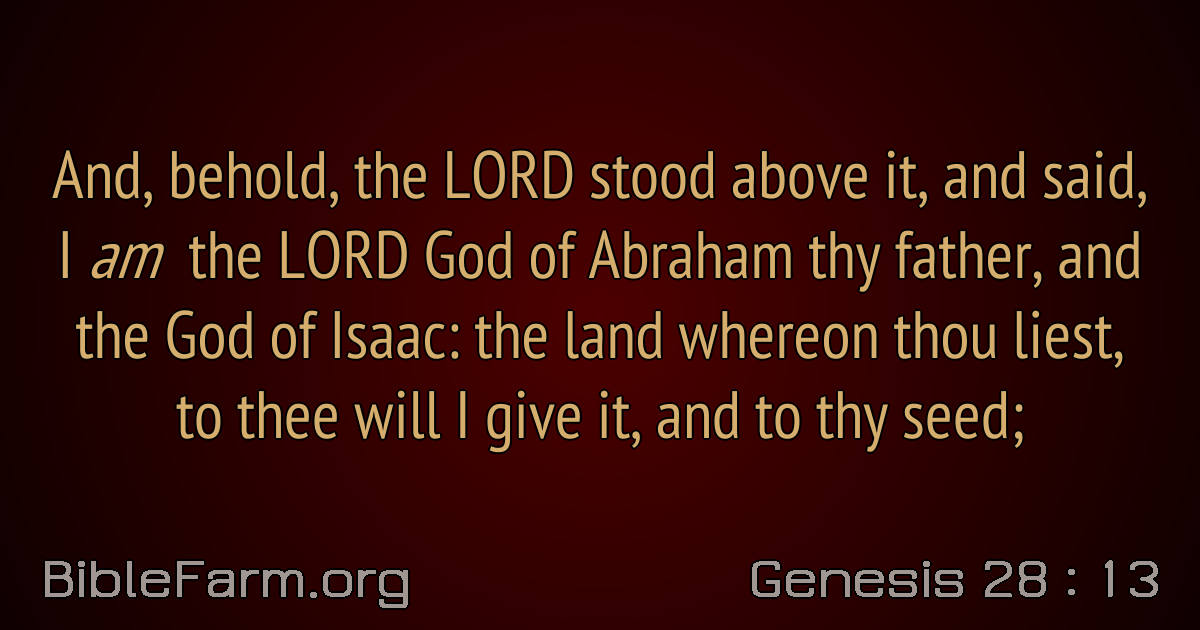 And, behold, the LORD stood above it, and said,
I am the LORD God of Abraham thy father, and
the God of Isaac: the land whereon thou liest,
to thee will I give it, and to thy seed;
BibleFarm.org
Genesis 28 : 13